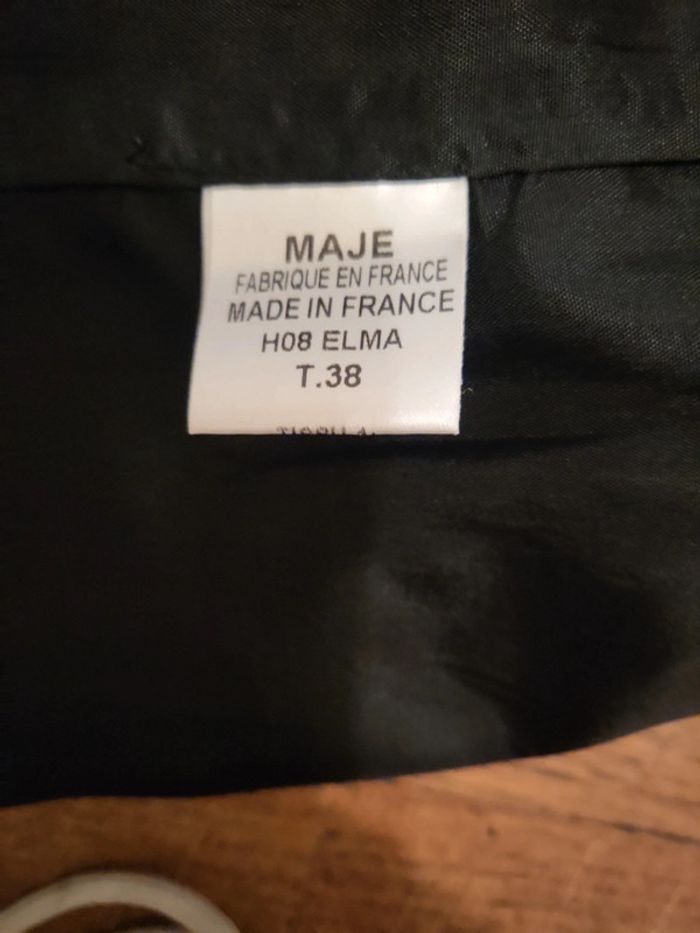 MAJE
FABRIQUE EN FRANCE
MADE IN FRANCE
H08 ELMA
T.38